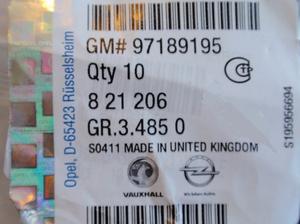 GM# 97189195
Qty 10
8 21 206
GR.3.485 0
S0411 MADE IN UNITED KINGDOM
VAUXHALL
Opel, D-65423 Rüsselsheim
S195956694